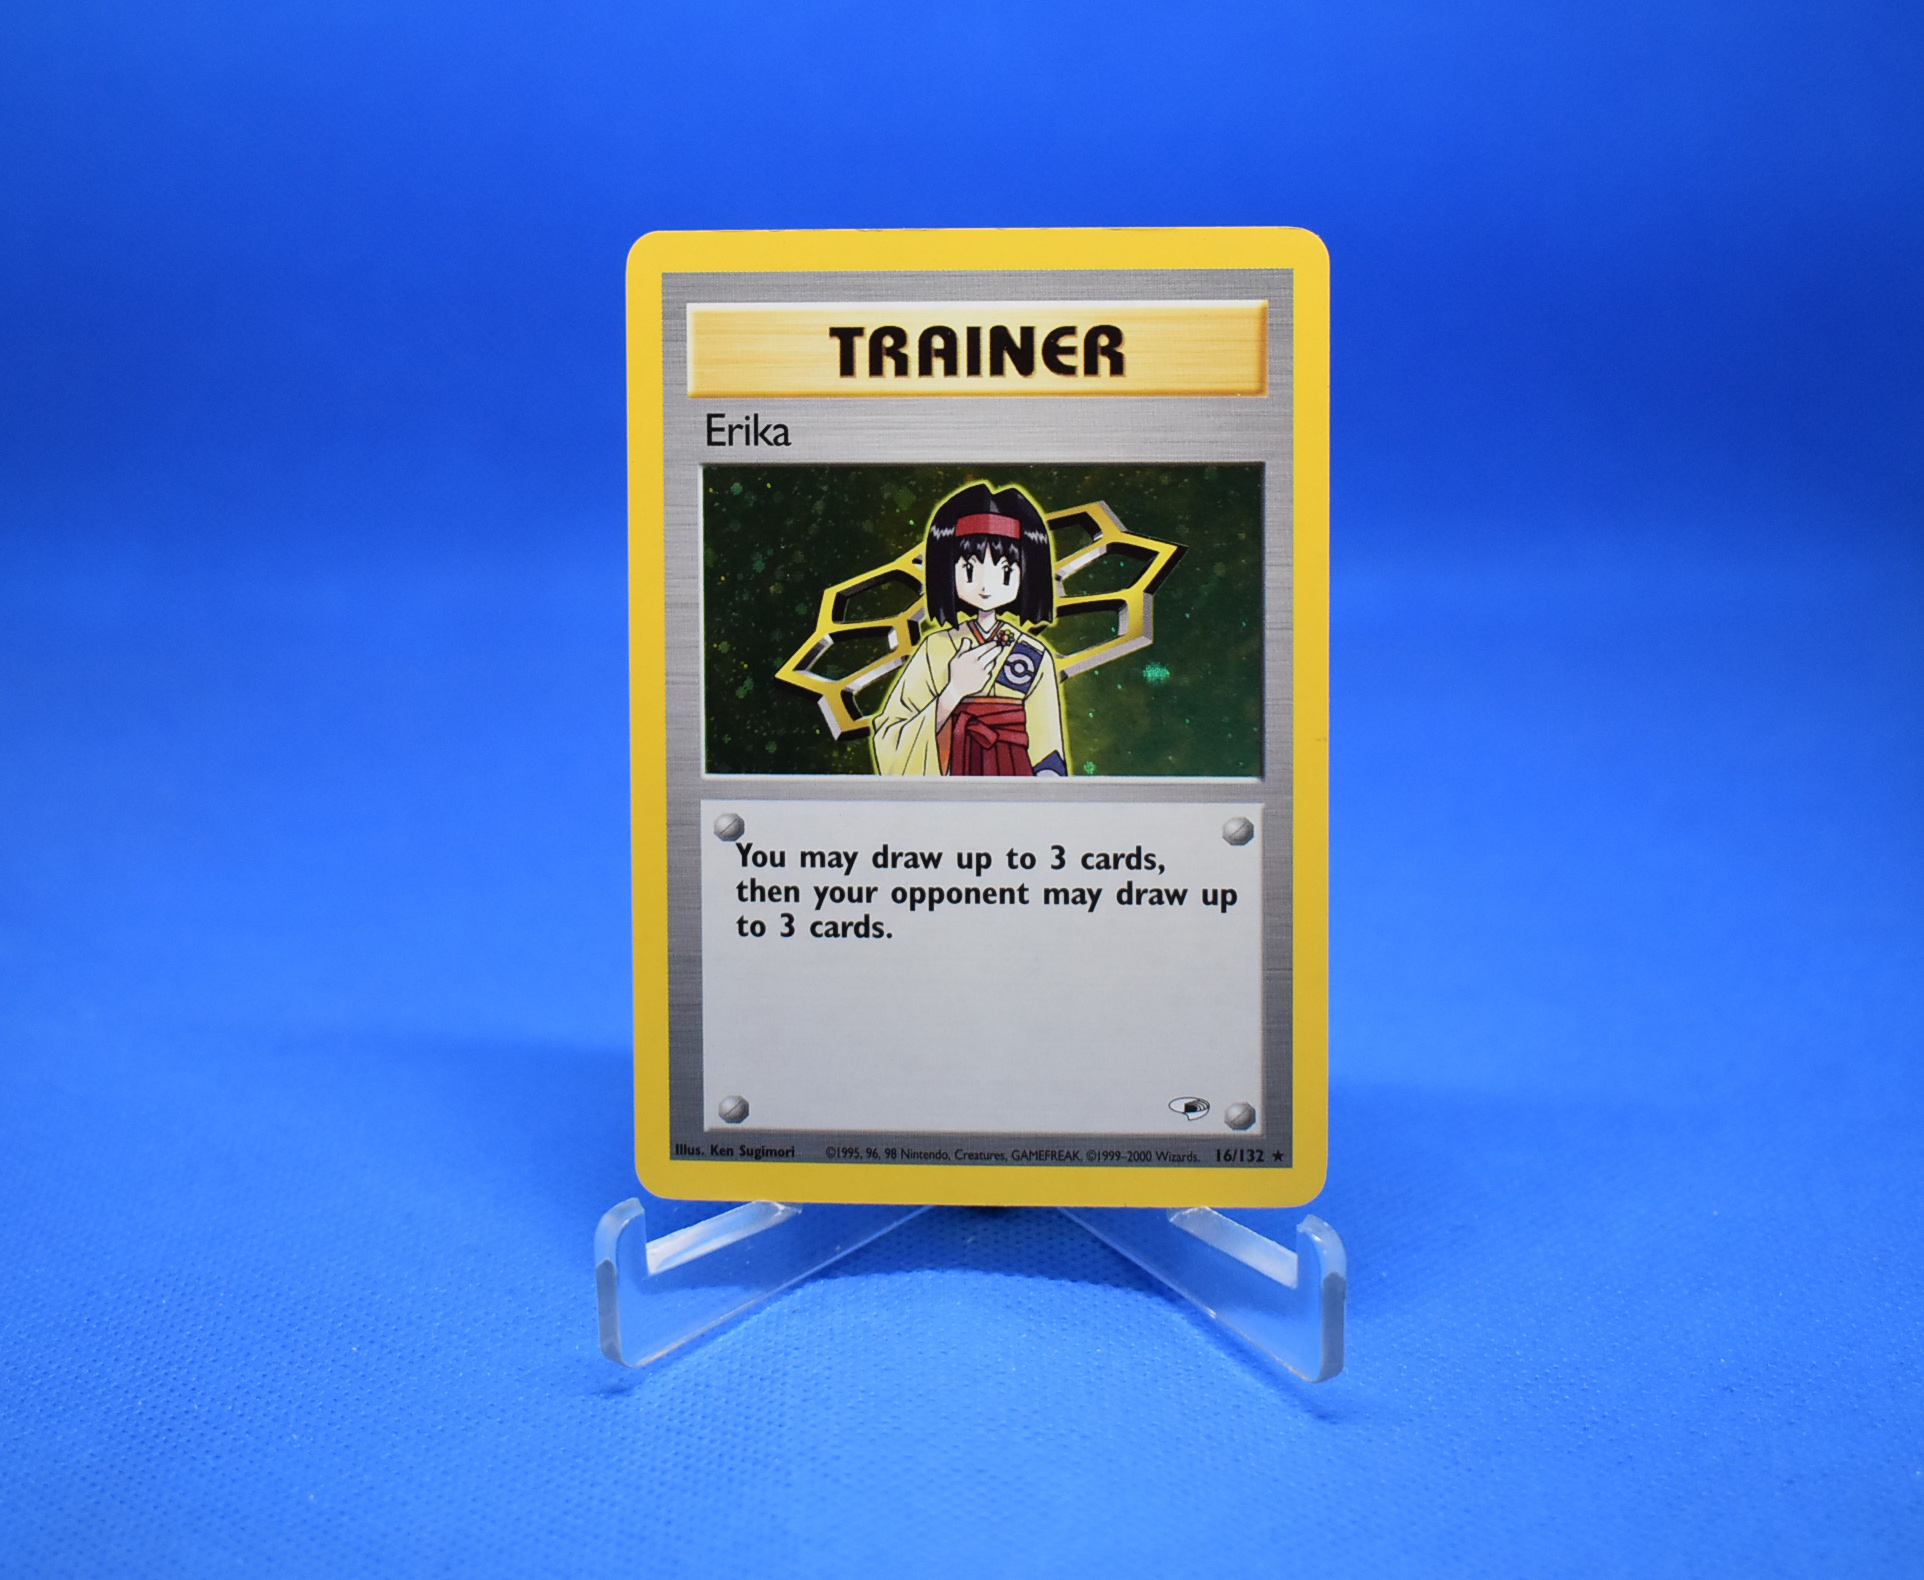 TRAINER
Erika
You may draw up to 3 cards,
then your opponent may draw up
to 3 cards.
Illus. Ken Sugimori ©1995, 96, 98 Nintendo, Creatures, GAMEFREAK. ©1999–2000 Wizards. 16/132 ★